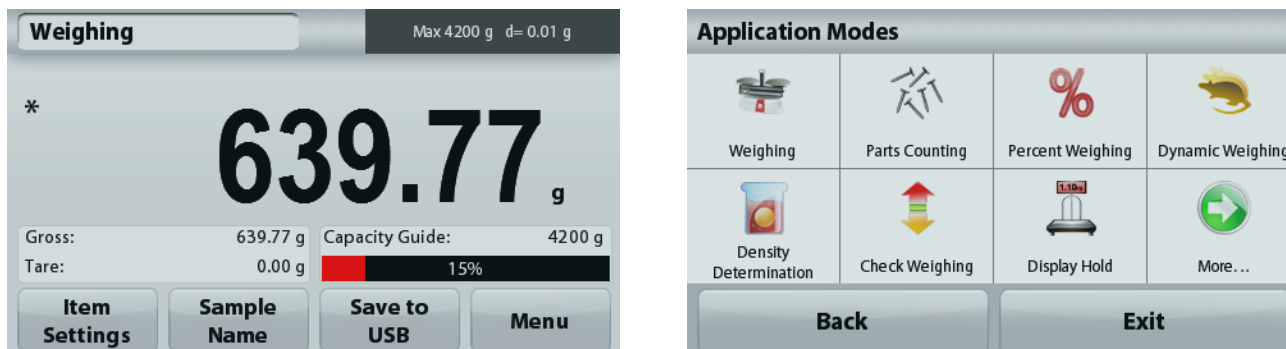 Weighing
Max 4200 g d= 0.01 g
*
639.77 g
Gross: 639.77 g
Tare: 0.00 g
Capacity Guide: 4200 g
15%
Item
Settings
Sample
Name
Save to
USB
Menu
Application Modes
Weighing
Parts Counting
Percent Weighing
Dynamic Weighing
%
1.10kg
Density
Determination
Check Weighing
Display Hold
More...
Back
Exit